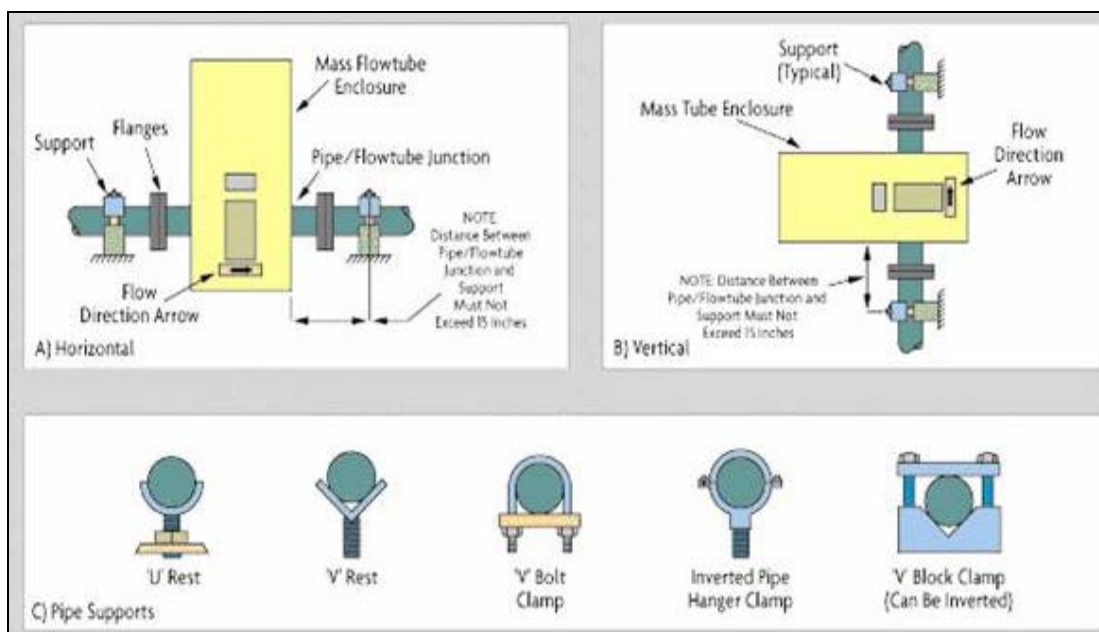 Support
Flanges
Mass Flowtube
Enclosure
Pipe/Flowtube Junction
NOTE:
Distance Between
Pipe/Flowtube
Junction and
Support
Must Not
Exceed 15 Inches
Flow
Direction Arrow
A) Horizontal
Support
(Typical)
Mass Tube Enclosure
Flow
Direction
Arrow
NOTE: Distance Between
Pipe/Flowtube Junction and
Support Must Not
Exceed 15 Inches
B) Vertical
'U' Rest
'V' Rest
'V' Bolt
Clamp
Inverted Pipe
Hanger Clamp
'V' Block Clamp
(Can Be Inverted)
C) Pipe Supports